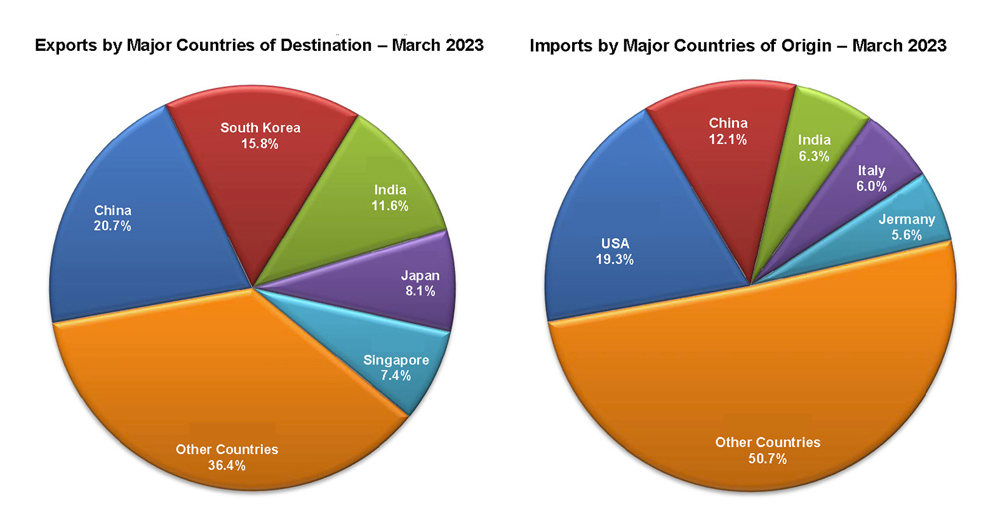 Exports by Major Countries of Destination – March 2023
South Korea
15.8%
India
11.6%
China
20.7%
Japan
8.1%
Singapore
7.4%
Other Countries
36.4%
Imports by Major Countries of Origin – March 2023
China
12.1%
India
6.3%
Italy
6.0%
Jermany
5.6%
USA
19.3%
Other Countries
50.7%